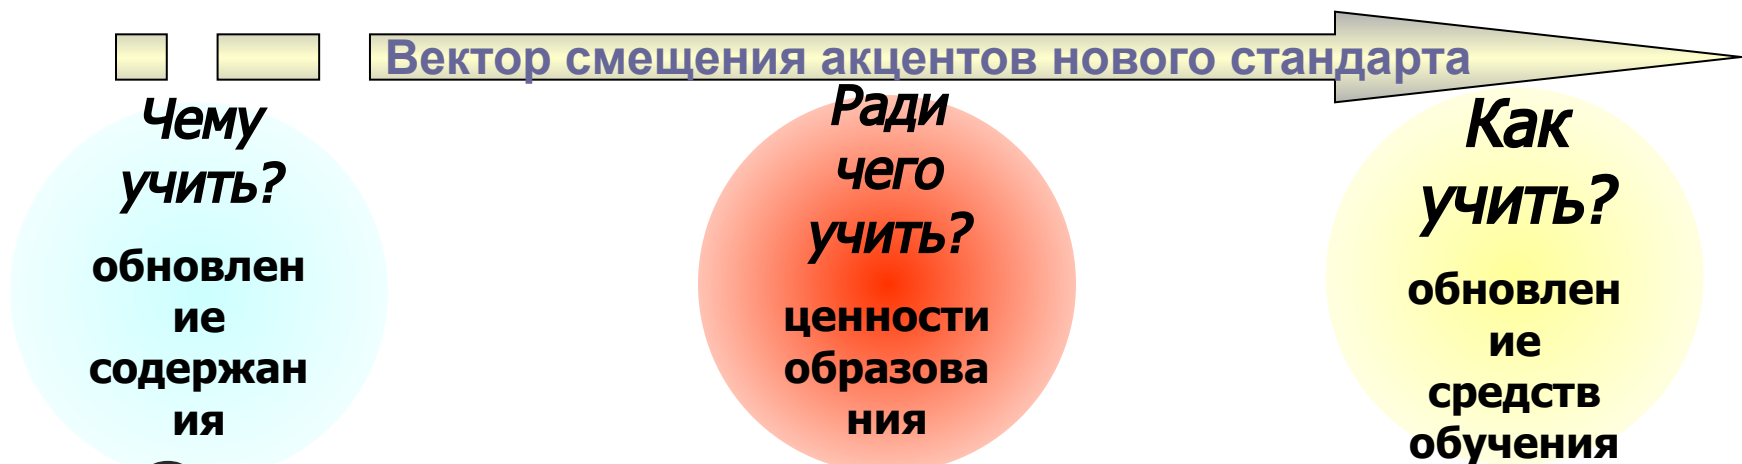 Вектор смещения акцентов нового стандарта
Чему
учить?
обновлен
ие
содержан
ия
Ради
чего
учить?
ценности
образова
ния
Как
учить?
обновлен
ие
средств
обучения